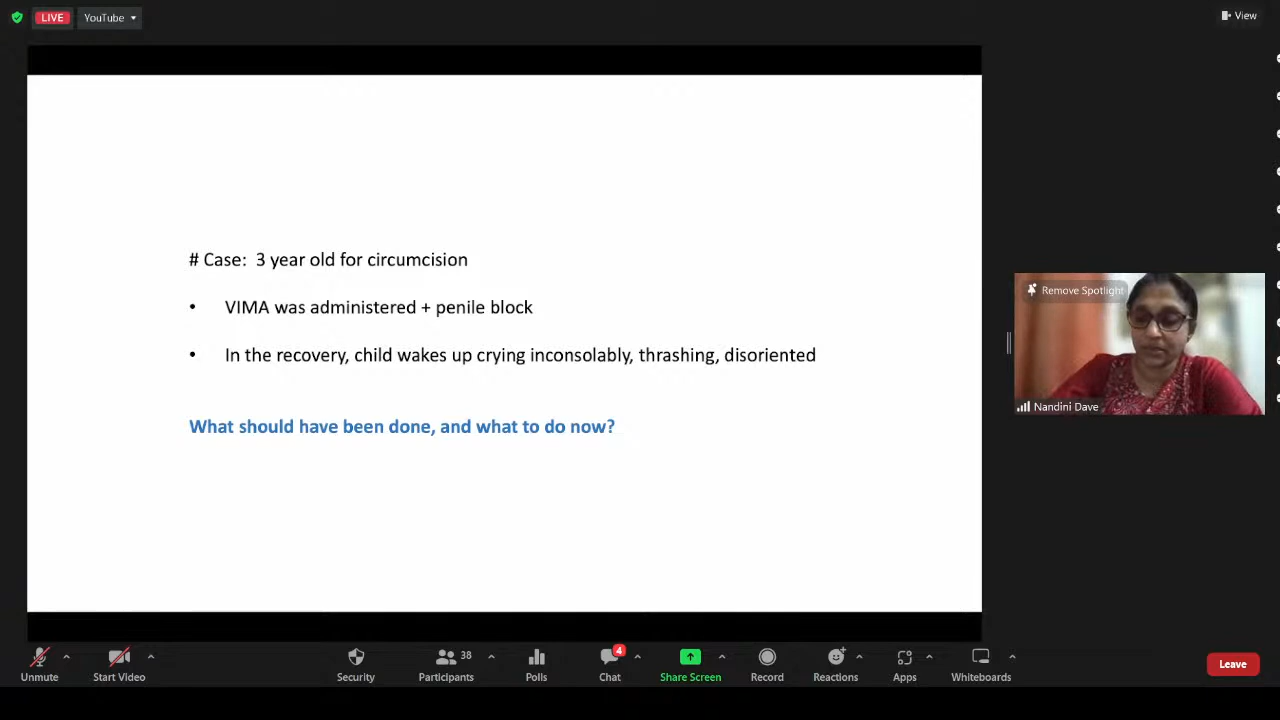 LIVE
YouTube
View
# Case: 3 year old for circumcision
• VIMA was administered + penile block
• In the recovery, child wakes up crying inconsolably, thrashing, disoriented
What should have been done, and what to do now?
Remove Spotlight
Nandini Dave
4
38
Unmute
Start Video
Security
Participants
Polls
Chat
Share Screen
Record
Reactions
Apps
Whiteboards
Leave